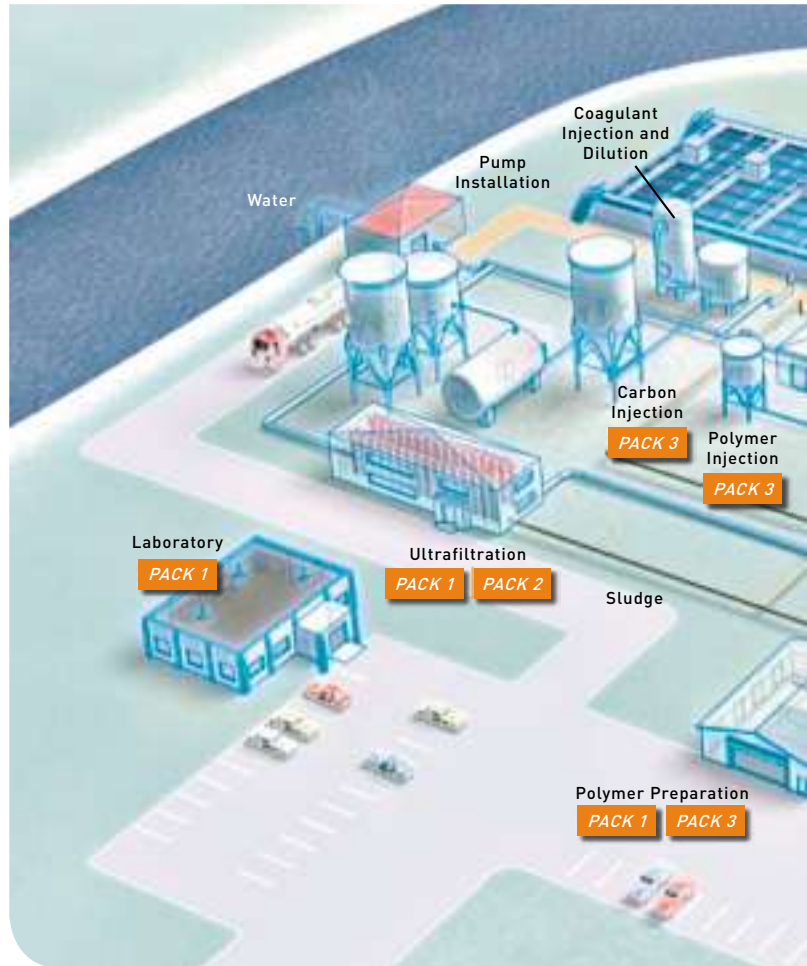 Coagulant
Injection and
Dilution
Pump
Installation
Water
Carbon
Injection
PACK 3
Polymer
Injection
PACK 3
Laboratory
PACK 1
Ultrafiltration
PACK 1 PACK 2
Sludge
Polymer Preparation
PACK 1 PACK 3